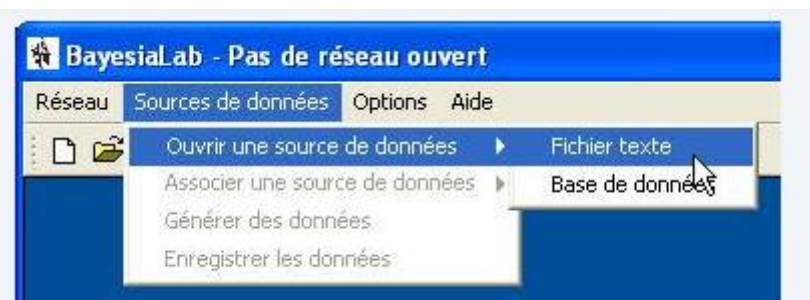 BayesiaLab - Pas de réseau ouvert
Réseau Sources de données Options Aide
Ouvrir une source de données Fichier texte
Associer une source de données Base de données
Générer des données
Enregistrer les données